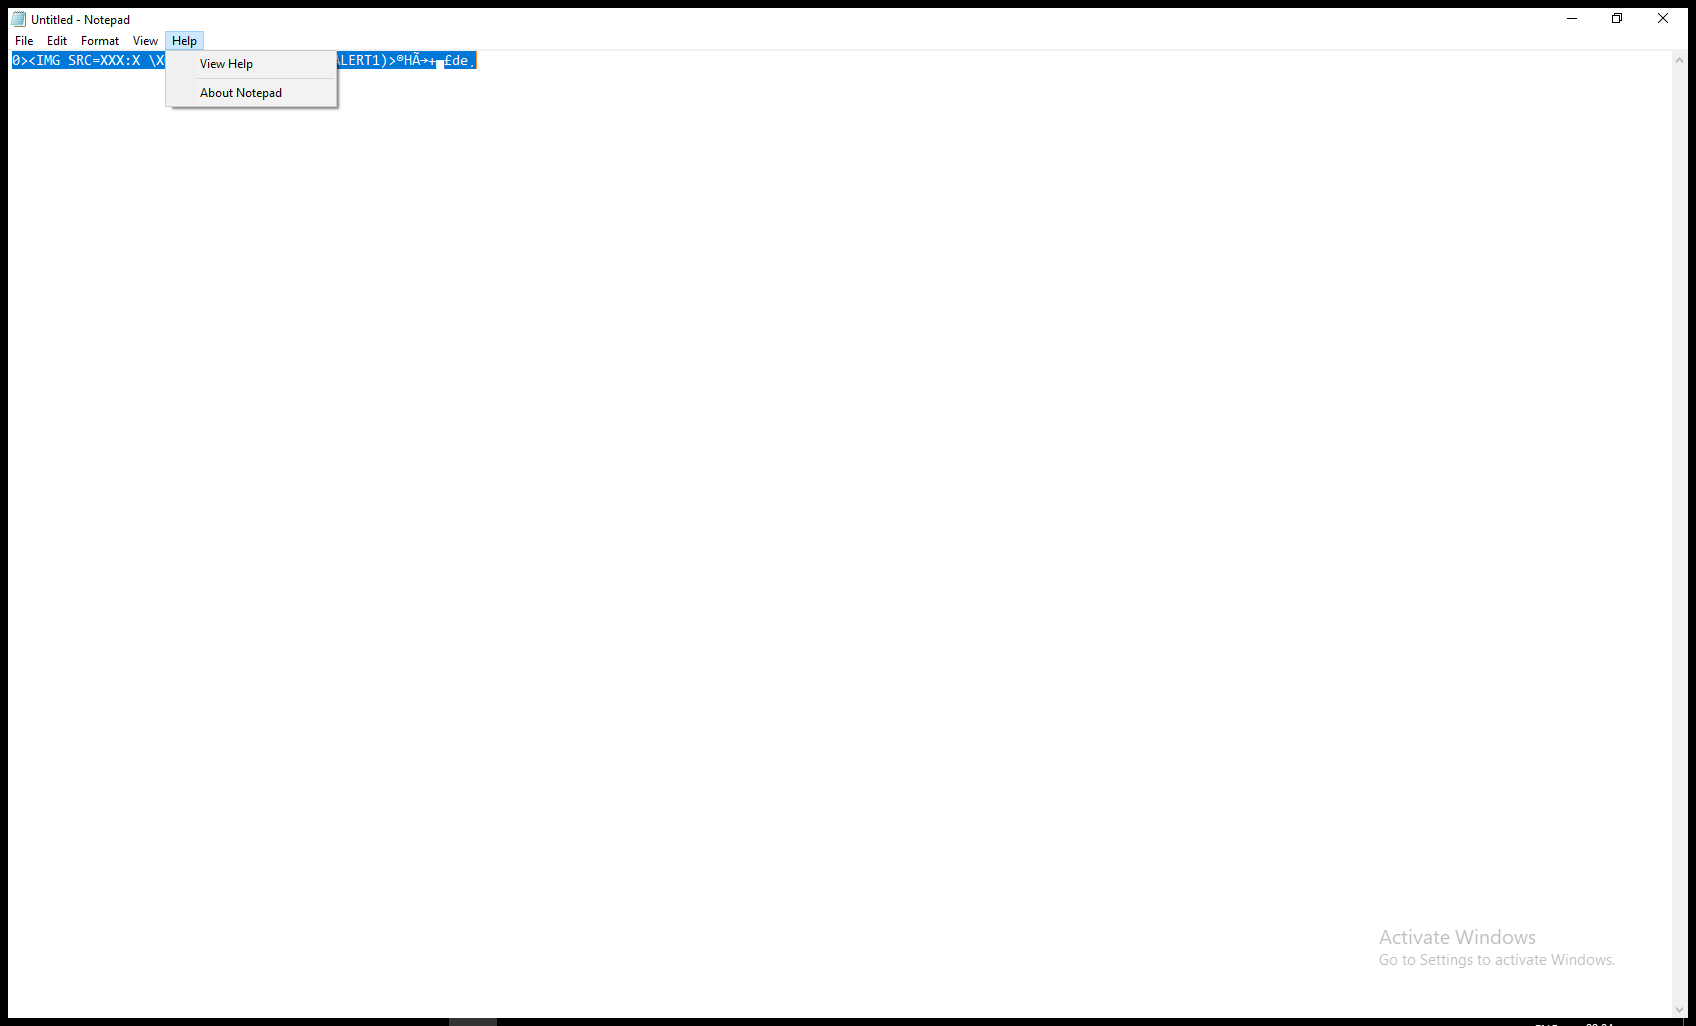 Untitled - Notepad
File Edit Format View Help
0><IMG SRC=XXX:X \X LERT1)>®HÃ→+▄£de
View Help
About Notepad
Activate Windows
Go to Settings to activate Windows.